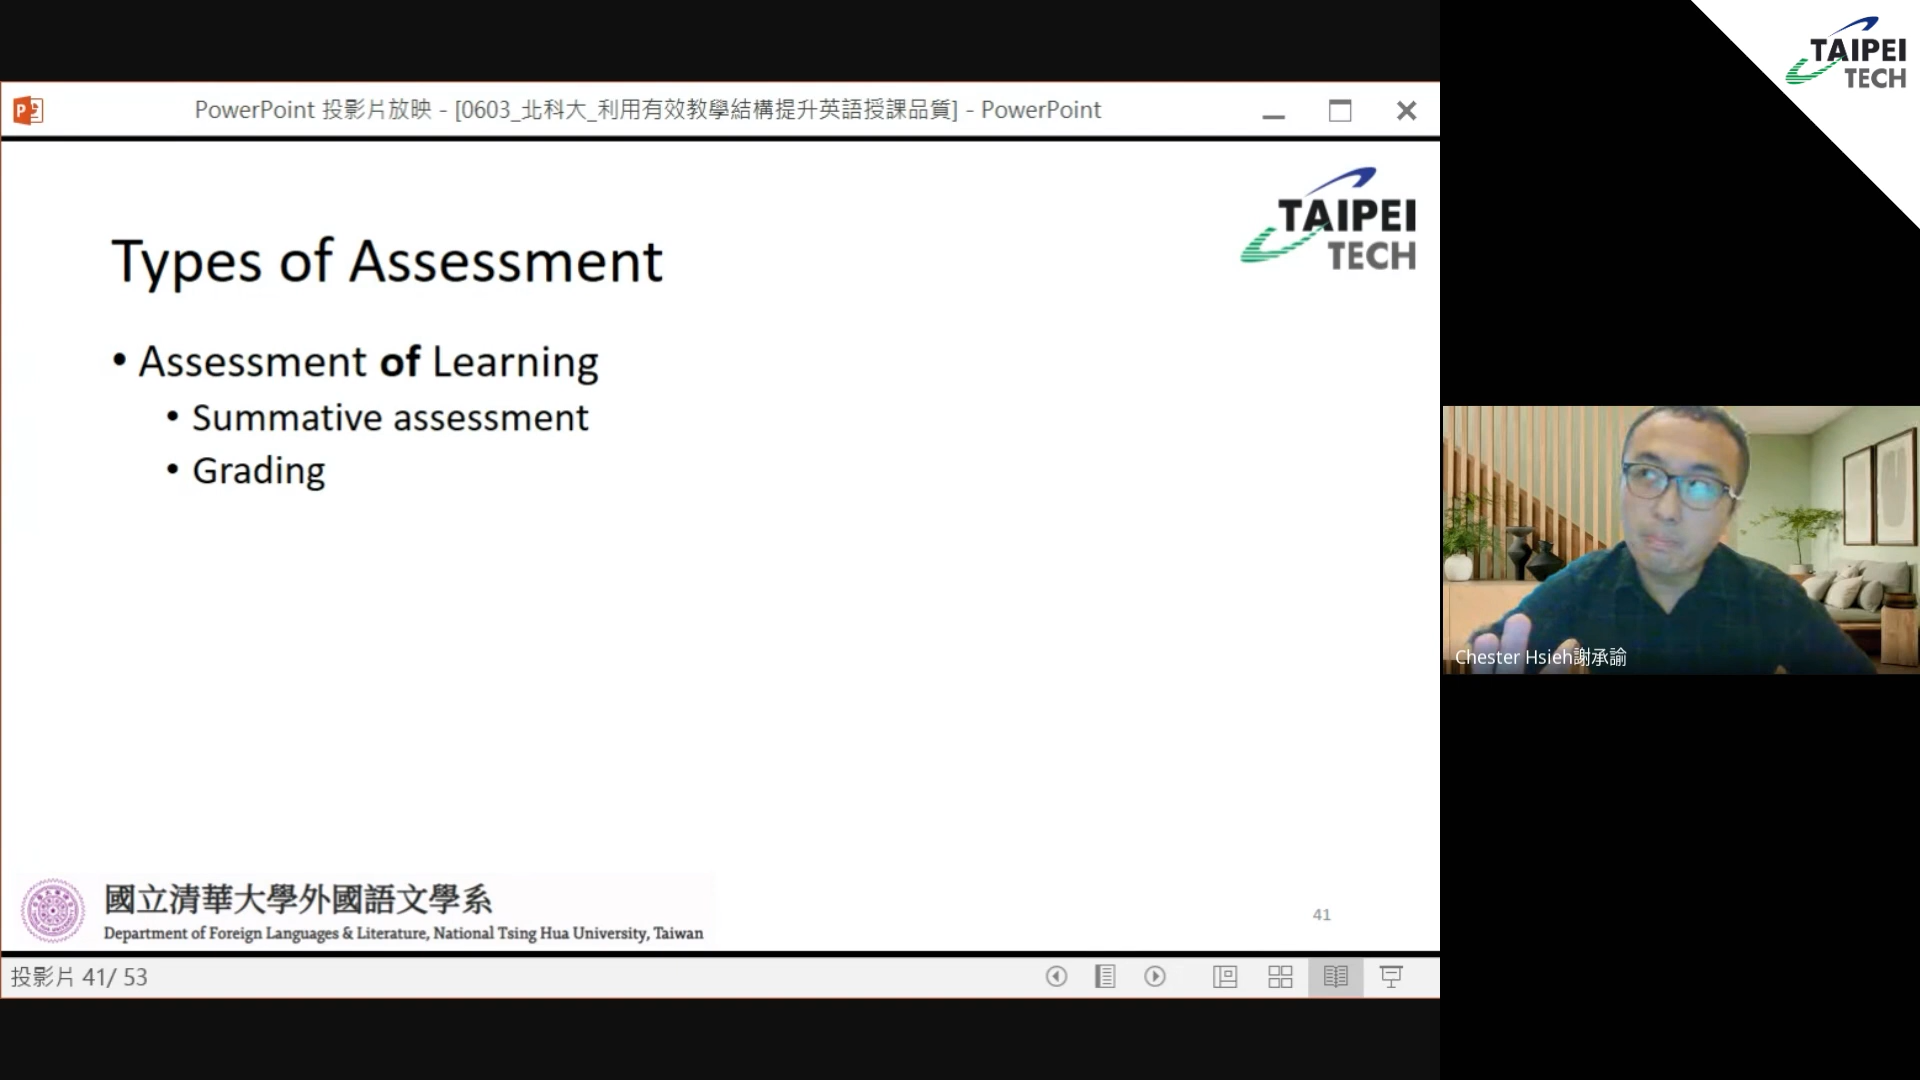 TAIPEI
TECH
PowerPoint 投影片放映 - [0603_北科大_利用有效教學結構提升英語授課品質] - PowerPoint
TAIPEI
TECH
Types of Assessment
• Assessment of Learning
• Summative assessment
• Grading
Chester Hsieh謝承諭
國立清華大學外國語文學系
Department of Foreign Languages & Literature, National Tsing Hua University, Taiwan
41
投影片 41/ 53